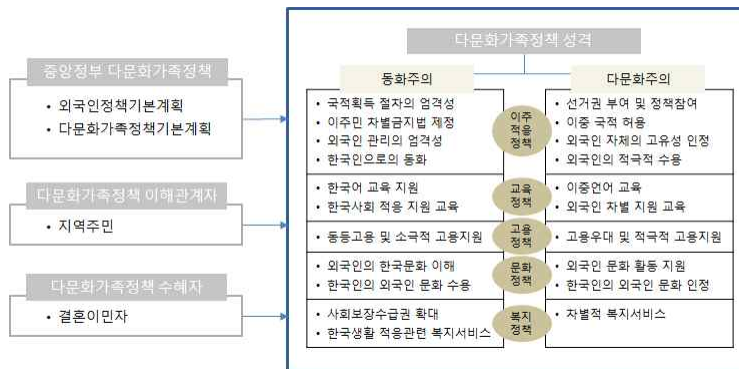 중앙정부 다문화가족정책
• 외국인정책기본계획
• 다문화가족정책기본계획
다문화가족정책 이해관계자
• 지역주민
다문화가족정책 수혜자
• 결혼이민자
다문화가족정책 성격
동화주의
다문화주의
• 국적획득 절자의 엄격성
• 이주민 차별금지법 제정
• 외국인 관리의 엄격성
• 한국인으로의 동화
이주
적응
정책
• 선거권 부여 및 정책참여
• 이중 국적 허용
• 외국인 자체의 고유성 인정
• 외국인의 적극적 수용
• 한국어 교육 지원
• 한국사회 적응 지원 교육
교육
정책
• 이중언어 교육
• 외국인 차별 지원 교육
• 동등고용 및 소극적 고용지원
고용
정책
• 고용우대 및 적극적 고용지원
• 외국인의 한국문화 이해
• 한국인의 외국인 문화 수용
문화
정책
• 외국인 문화 활동 지원
• 한국인의 외국인 문화 인정
• 사회보장수급권 확대
• 한국생활 적응관련 복지서비스
복지
정책
• 차별적 복지서비스